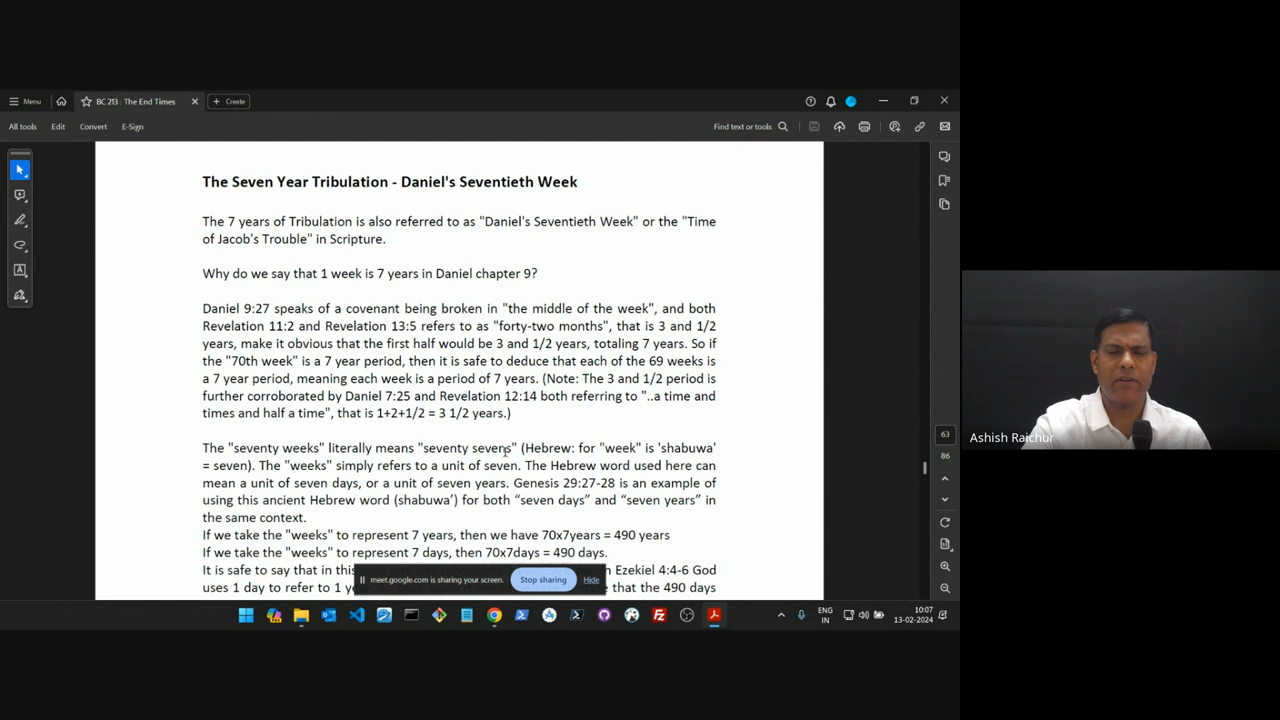 Menu
BC 213 : The End Times
Create
All tools
Edit
Convert
E-Sign
Find text or tools
The Seven Year Tribulation - Daniel's Seventieth Week
The 7 years of Tribulation is also referred to as "Daniel's Seventieth Week" or the "Time
of Jacob's Trouble" in Scripture.
Why do we say that 1 week is 7 years in Daniel chapter 9?
Daniel 9:27 speaks of a covenant being broken in "the middle of the week", and both
Revelation 11:2 and Revelation 13:5 refers to as "forty-two months", that is 3 and 1/2
years, make it obvious that the first half would be 3 and 1/2 years, totaling 7 years. So if
the "70th week" is a 7 year period, then it is safe to deduce that each of the 69 weeks is
a 7 year period, meaning each week is a period of 7 years. (Note: The 3 and 1/2 period is
further corroborated by Daniel 7:25 and Revelation 12:14 both referring to "..a time and
times and half a time", that is 1+2+1/2 = 3 1/2 years.)
The "seventy weeks" literally means "seventy sevens" (Hebrew: for "week" is 'shabuwa'
= seven). The "weeks" simply refers to a unit of seven. The Hebrew word used here can
mean a unit of seven days, or a unit of seven years. Genesis 29:27-28 is an example of
using this ancient Hebrew word (shabuwa’) for both “seven days” and “seven years” in
the same context.
If we take the "weeks" to represent 7 years, then we have 70x7years = 490 years
If we take the "weeks" to represent 7 days, then 70x7days = 490 days.
It is safe to say that in this
Ezekiel 4:4-6 God
uses 1 day to refer to 1
that the 490 days
meet.google.com is sharing your screen.
Stop sharing
Hide
63
86
ENG
IN
10:07
13-02-2024
Ashish Raichur